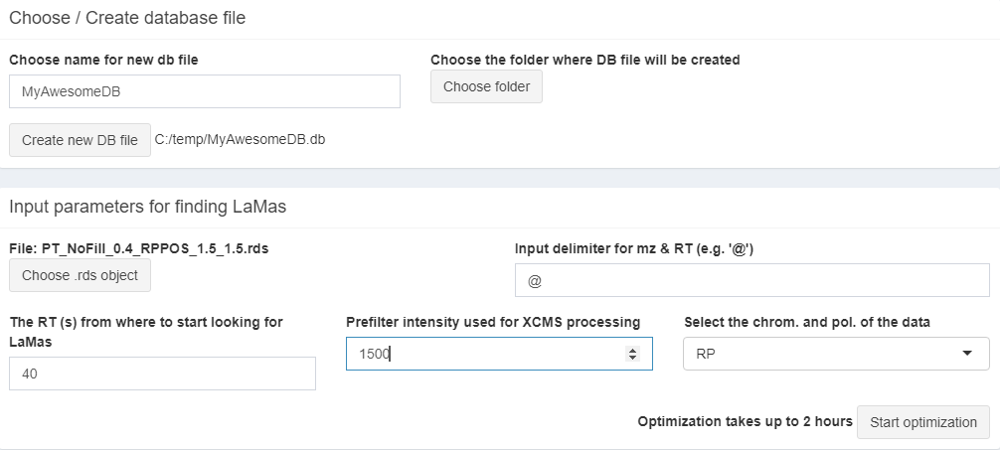 Choose / Create database file
Choose name for new db file
Choose the folder where DB file will be created
MyAwesomeDB
Choose folder
Create new DB file
C:/temp/MyAwesomeDB.db
Input parameters for finding LaMas
File: PT_NoFill_0.4_RPPOS_1.5_1.5.rds
Input delimiter for mz & RT (e.g. '@')
Choose .rds object
@
The RT (s) from where to start looking for
LaMas
Prefilter intensity used for XCMS processing
Select the chrom. and pol. of the data
40
1500
RP
Optimization takes up to 2 hours
Start optimization